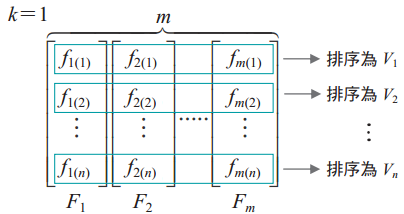 k=1
m
f1(1) f2(1) fm(1) → 排序為 V1
f1(2) f2(2) fm(2) → 排序為 V2
⋮ ⋮ ····· ⋮ ⋮
f1(n) f2(n) fm(n) → 排序為 Vn
F1 F2 Fm